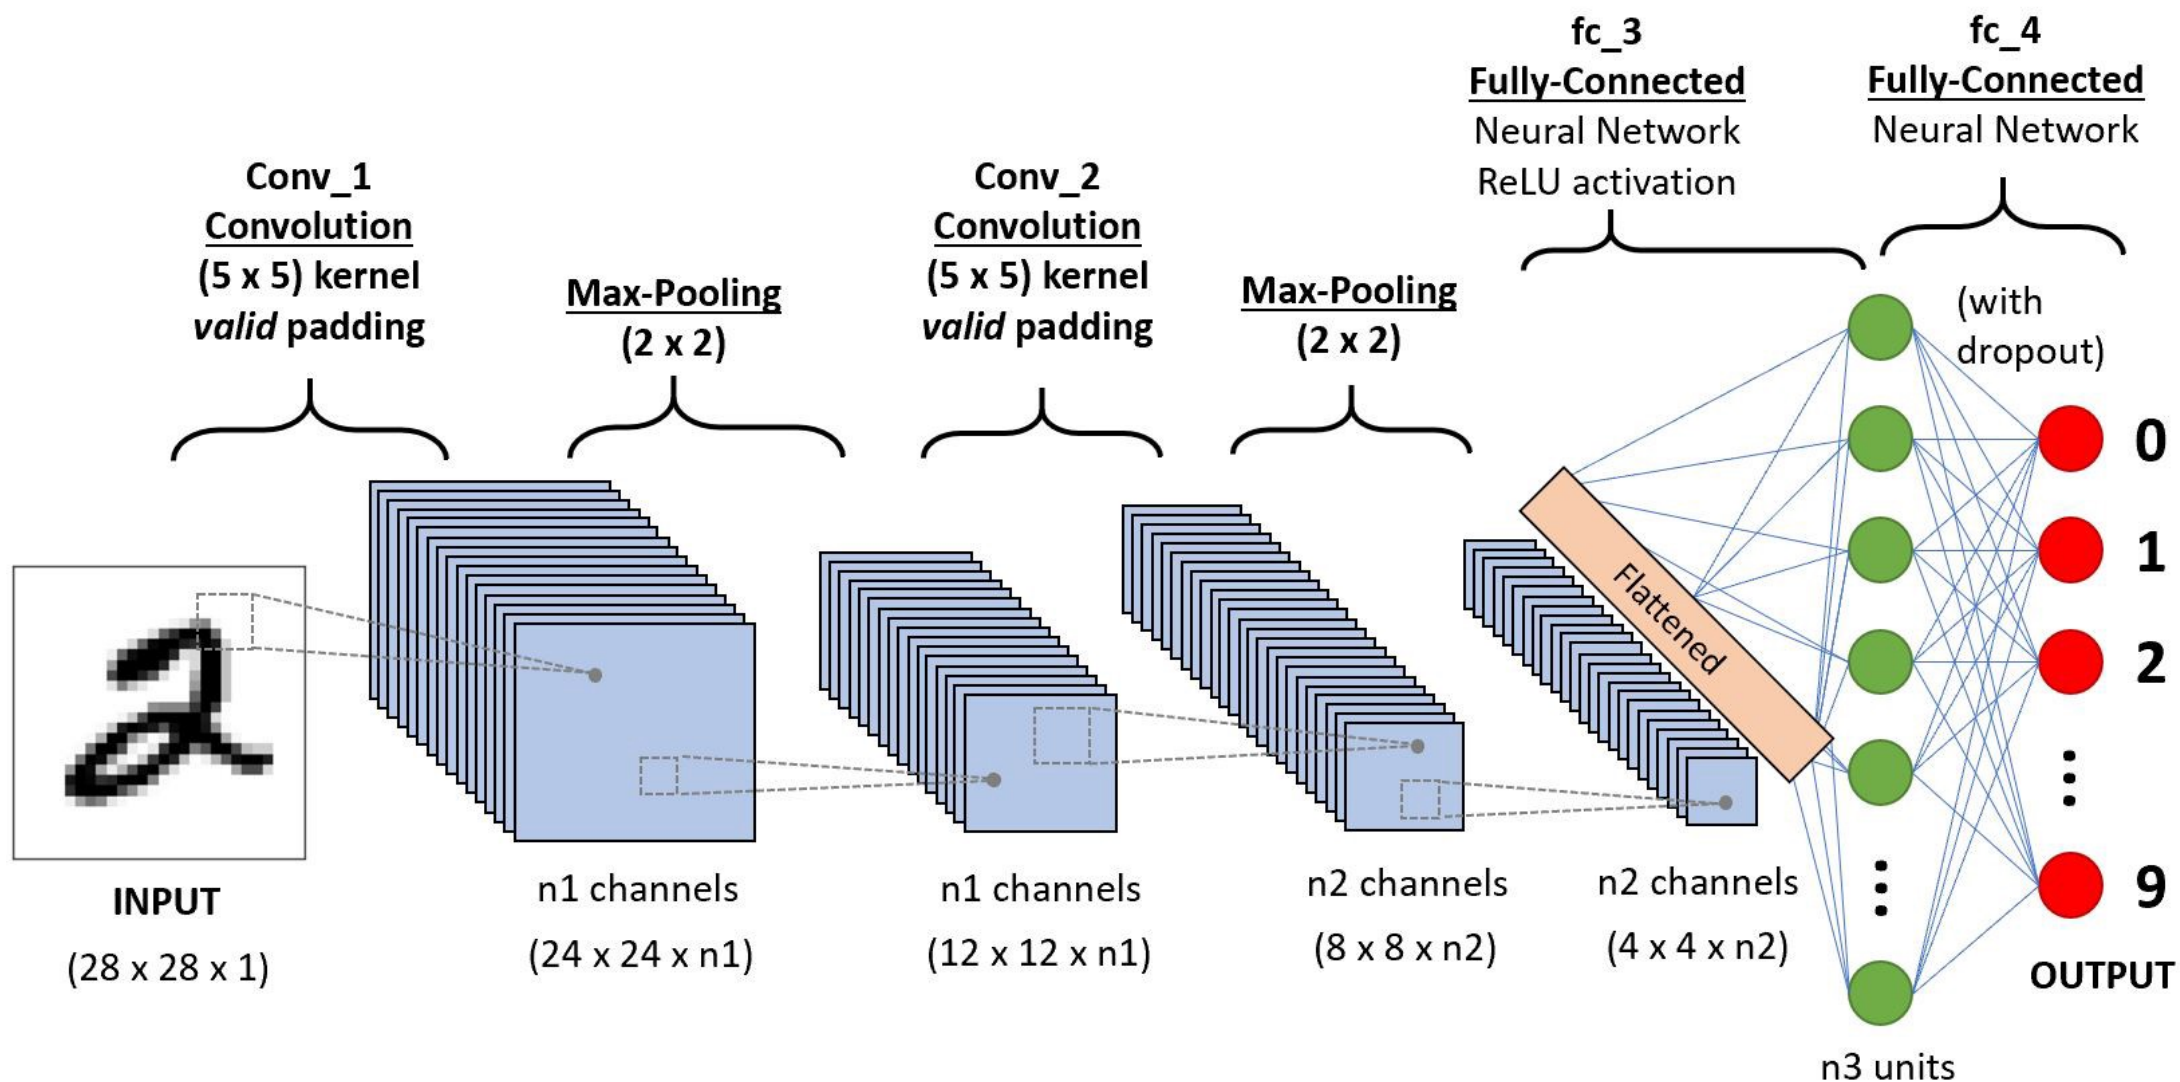 Conv_1
Convolution
(5 x 5) kernel
valid padding
Max-Pooling
(2 x 2)
Conv_2
Convolution
(5 x 5) kernel
valid padding
Max-Pooling
(2 x 2)
fc_3
Fully-Connected
Neural Network
ReLU activation
fc_4
Fully-Connected
Neural Network
(with
dropout)
Flattened
0
1
2
9
OUTPUT
INPUT
(28 x 28 x 1)
n1 channels
(24 x 24 x n1)
n1 channels
(12 x 12 x n1)
n2 channels
(8 x 8 x n2)
n2 channels
(4 x 4 x n2)
n3 units
2